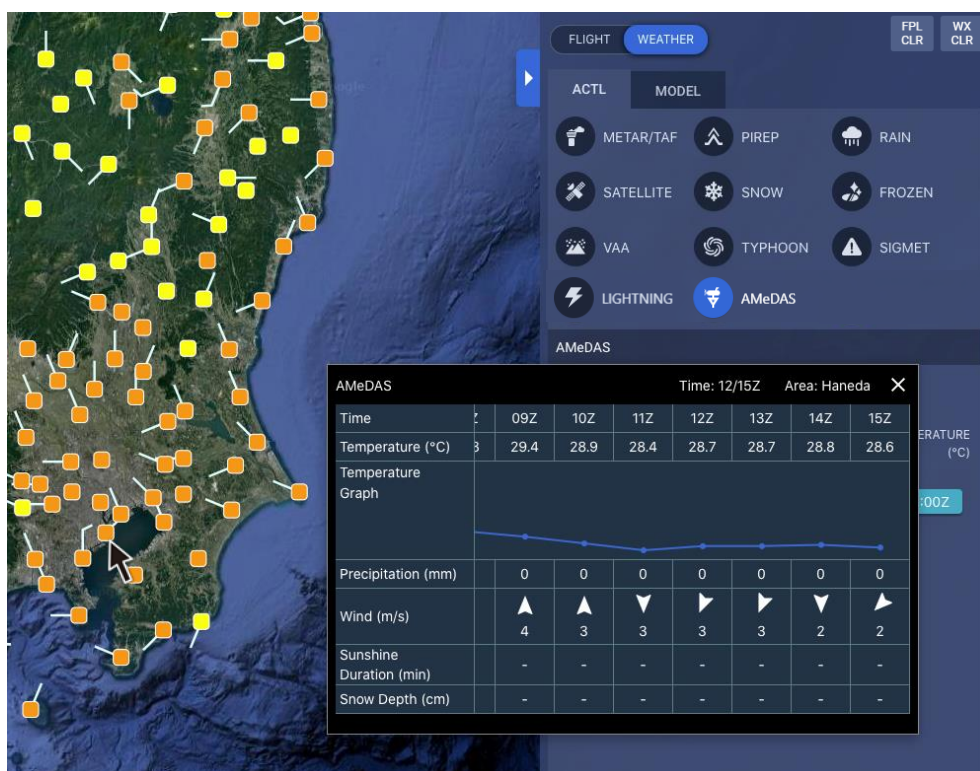 FLIGHT WEATHER FPL CLR WX CLR
ACTL MODEL
METAR/TAF PIREP RAIN
SATELLITE SNOW FROZEN
VAA TYPHOON SIGMET
LIGHTNING AMeDAS
AMeDAS
AMeDAS Time: 12/15Z Area: Haneda
Time Z 09Z 10Z 11Z 12Z 13Z 14Z 15Z
Temperature (°C) 3 29.4 28.9 28.4 28.7 28.7 28.8 28.6
Temperature
Graph
Precipitation (mm) 0 0 0 0 0 0 0
Wind (m/s) 4 3 3 3 3 2 2
Sunshine
Duration (min) - - - - - - -
Snow Depth (cm) - - - - - - -
ERATURE
(°C)
:00Z